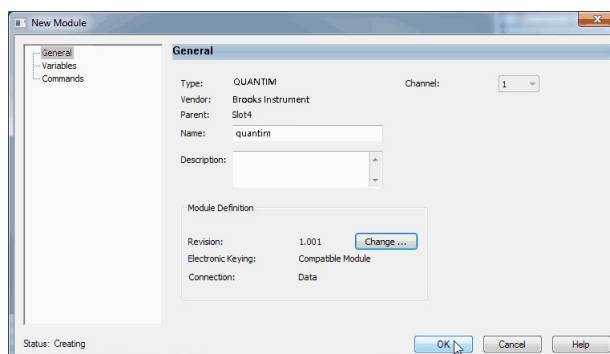 New Module
General
Variables
Commands
General
Type: QUANTIM
Channel: 1
Vendor: Brooks Instrument
Parent: Slot4
Name: quantim
Description:
Module Definition
Revision: 1.001 Change ...
Electronic Keying: Compatible Module
Connection: Data
Status: Creating
OK Cancel Help